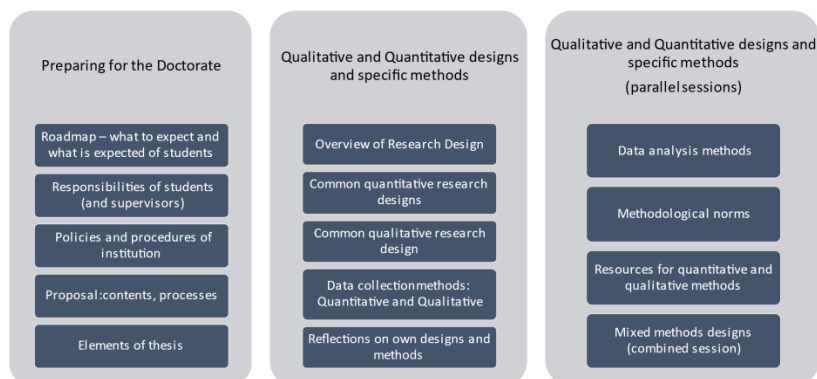 Preparing for the Doctorate
Roadmap – what to expect and
what is expected of students
Responsibilities of students
(and supervisors)
Policies and procedures of
institution
Proposal:contents, processes
Elements of thesis
Qualitative and Quantitative designs
and specific methods
Overview of Research Design
Common quantitative research
designs
Common qualitative research
design
Data collectionmethods:
Quantitative and Qualitative
Reflections on own designs and
methods
Qualitative and Quantitative designs and
specific methods
(parallelsessions)
Data analysis methods
Methodological norms
Resources for quantitative and
qualitative methods
Mixed methods designs
(combined session)